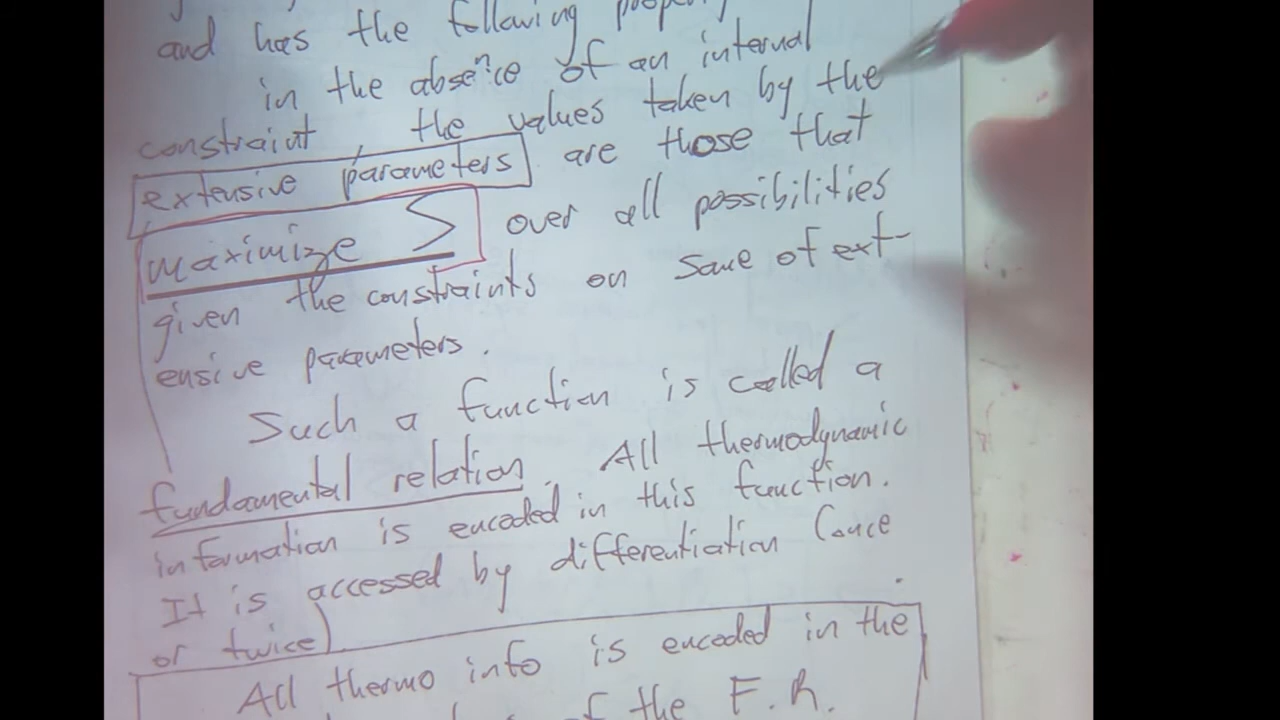 and has the following
in the absence of an internal
constraint, the values taken by the
extensive parameters are those that
maximize S over all possibilities
given the constraints on some of ext-
ensive parameters.
Such a function is called a
fundamental relation. All thermodynamic
information is encoded in this function.
It is accessed by differentiation (once
or twice)
All thermo info is encoded in the
of the F.R.